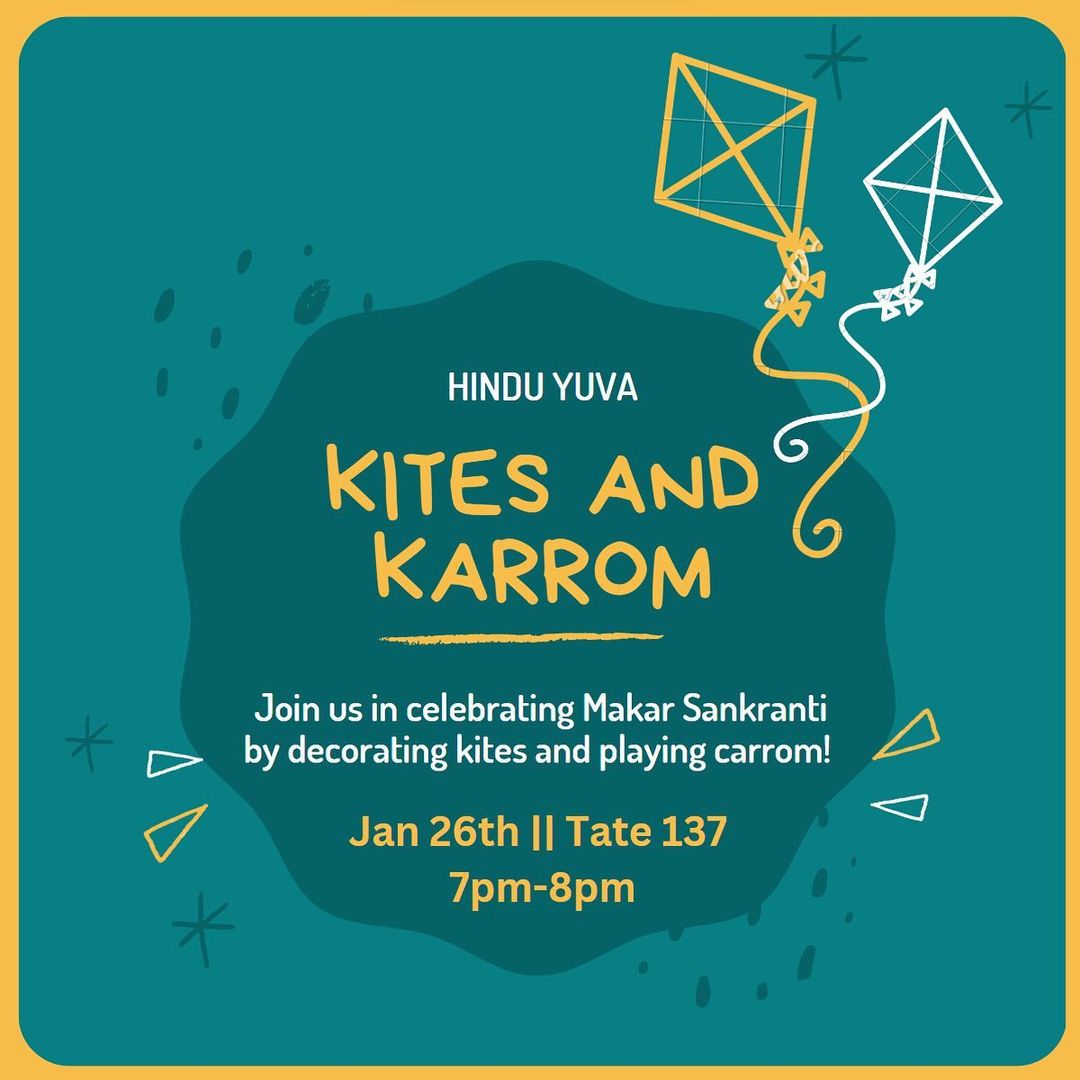 HINDU YUVA
KITES AND
KARROM
Join us in celebrating Makar Sankranti
by decorating kites and playing carrom!
Jan 26th || Tate 137
7pm-8pm